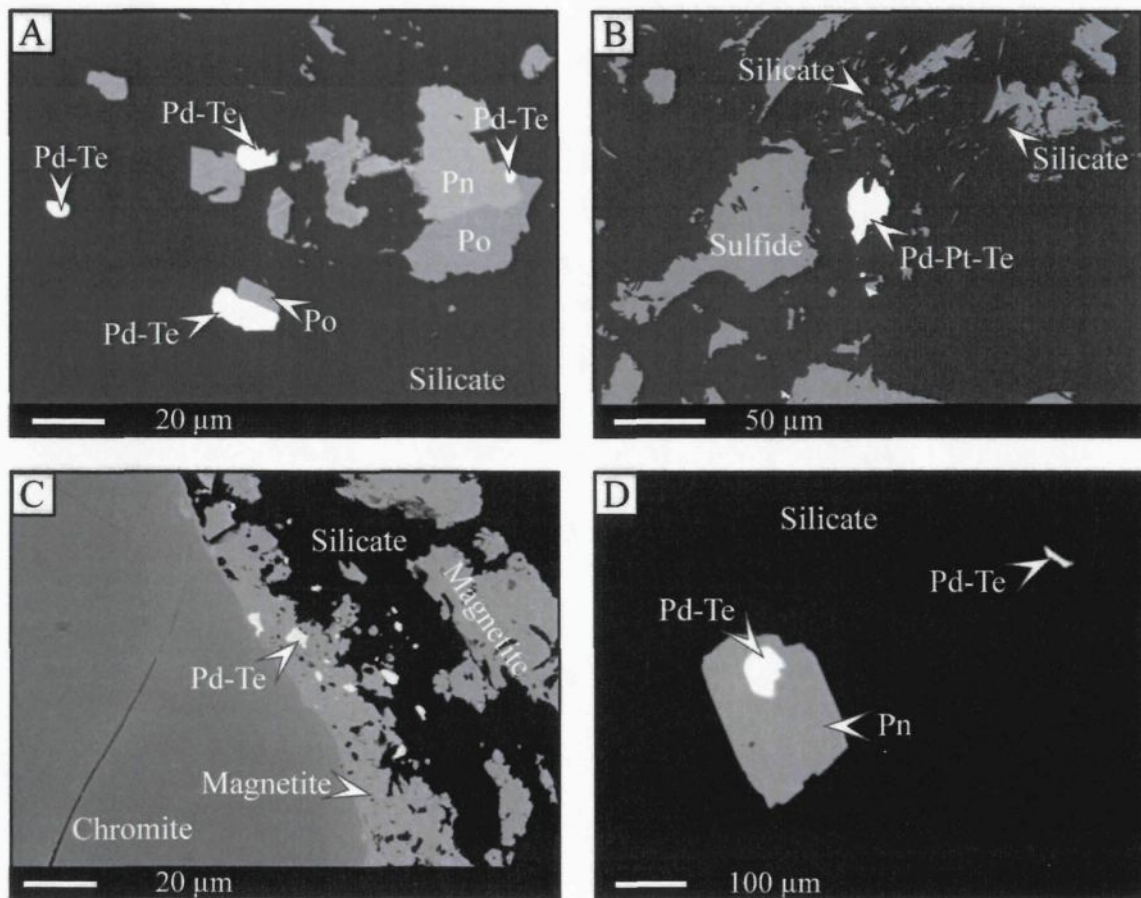 A
Pd-Te
Pd-Te
Pd-Te
Pn
Po
Pd-Te
Po
Silicate
20 µm
B
Silicate
Silicate
Sulfide
Pd-Pt-Te
50 µm
C
Silicate
Magnetite
Pd-Te
Magnetite
Chromite
20 µm
D
Silicate
Pd-Te
Pd-Te
Pn
100 µm